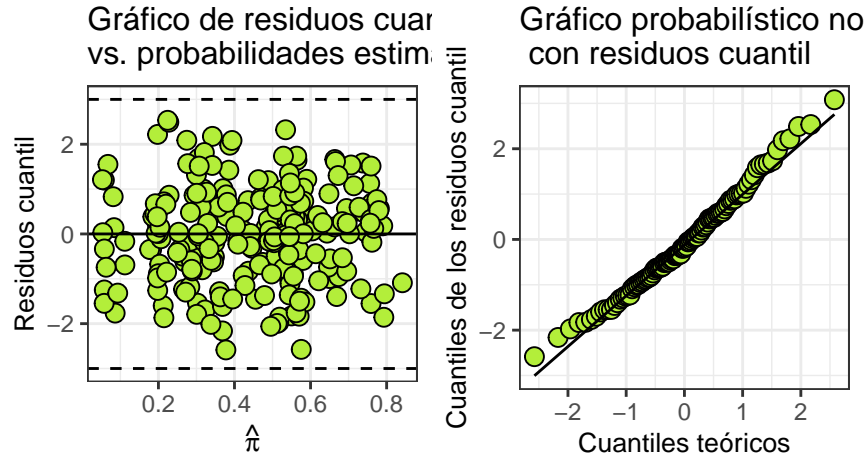 Gráfico de residuos cuan
vs. probabilidades estima
Residuos cuantil
2
0
−2
0.2
0.4
0.6
0.8
π̂
Gráfico probabilístico no
con residuos cuantil
Cuantiles de los residuos cuantil
2
0
−2
−2
−1
0
1
2
Cuantiles teóricos